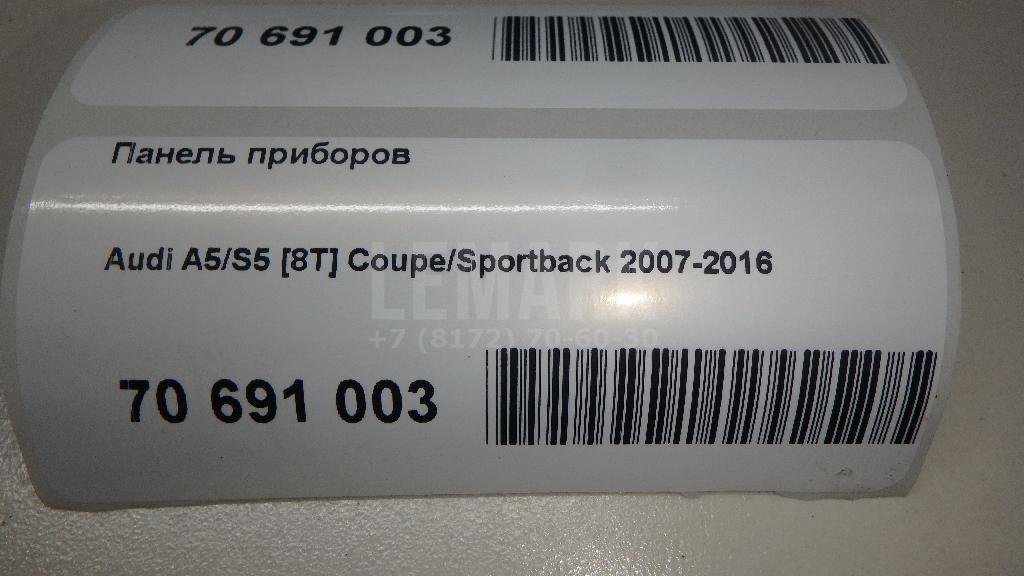 70 691 003
Панель приборов
Audi A5/S5 [8T] Coupe/Sportback 2007-2016
LEMARK
+7 (8172) 70-60-30
70 691 003